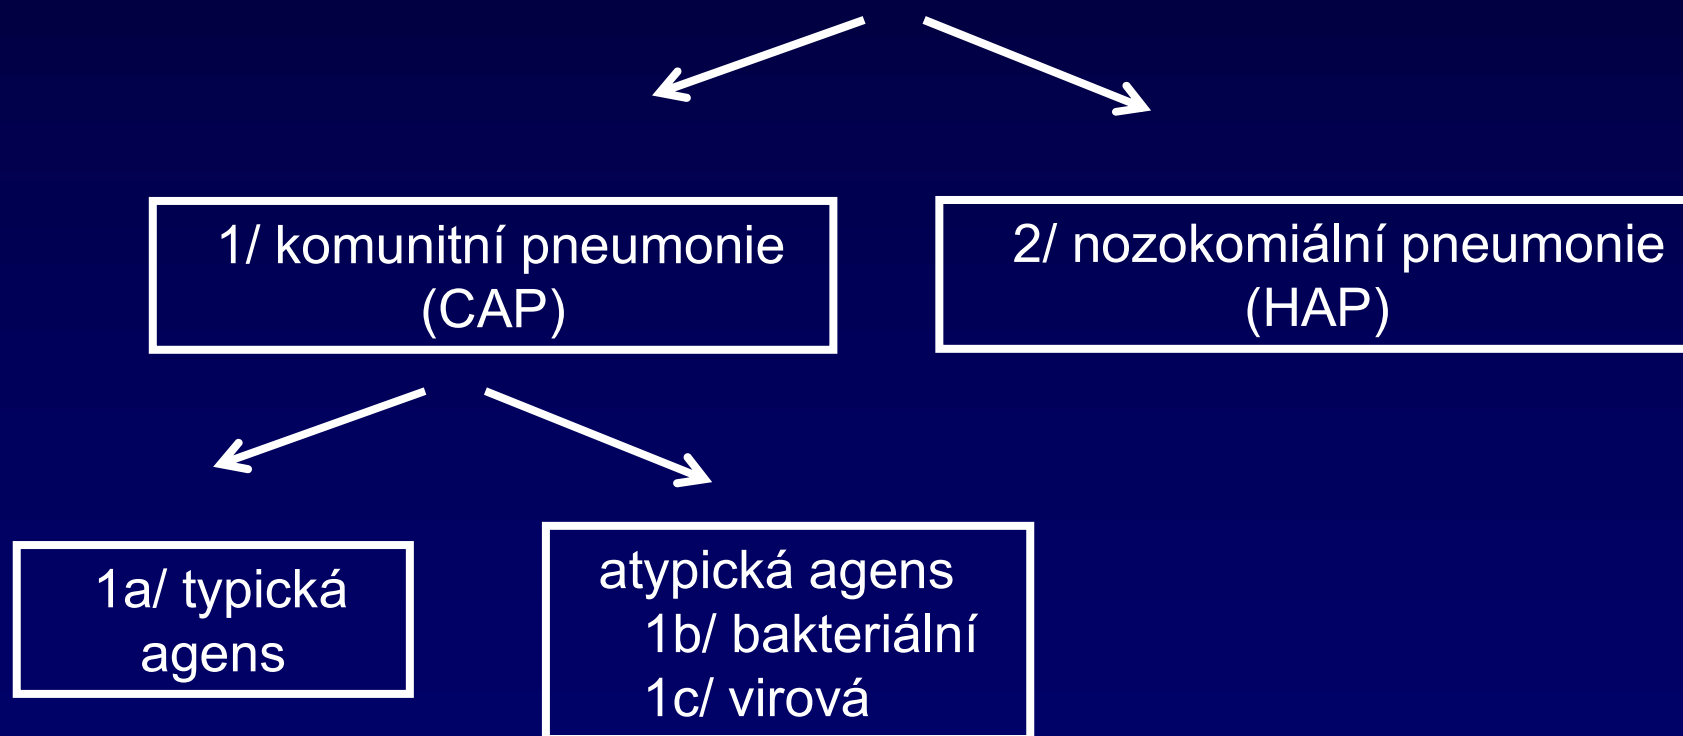 1/ komunitní pneumonie
(CAP)
2/ nozokomiální pneumonie
(HAP)
1a/ typická
agens
atypická agens
1b/ bakteriální
1c/ virová